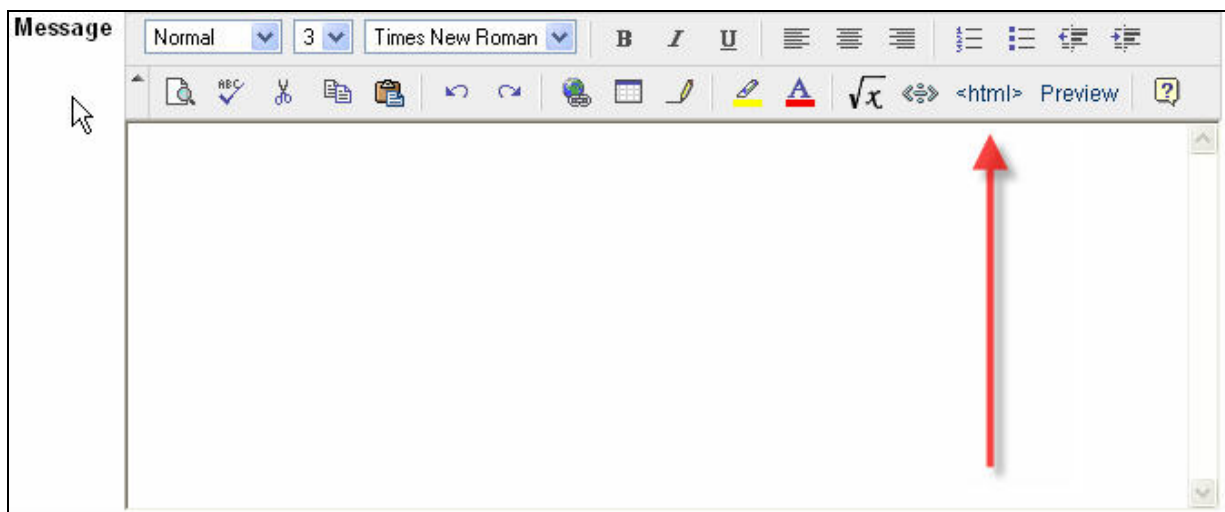 Message Normal 3 Times New Roman B I U
ABC A √x <html> Preview ?